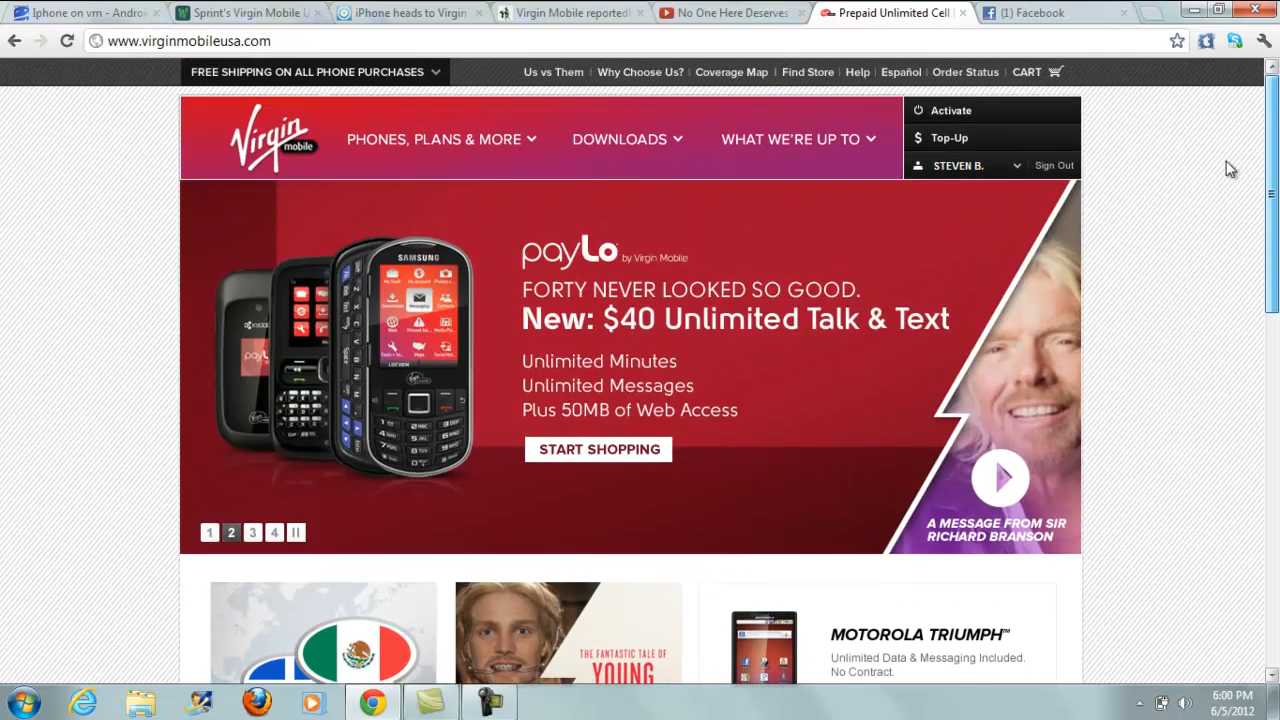 Iphone on vm - Andro
Sprint's Virgin Mobile U
iPhone heads to Virgin
Virgin Mobile reported
No One Here Deserves
Prepaid Unlimited Cell
(1) Facebook
www.virginmobileusa.com
FREE SHIPPING ON ALL PHONE PURCHASES
Us vs Them | Why Choose Us? | Coverage Map | Find Store | Help | Español | Order Status | CART
Virgin
mobile
PHONES, PLANS & MORE
DOWNLOADS
WHAT WE'RE UP TO
Activate
$ Top-Up
STEVEN B.
Sign Out
SAMSUNG
payLo
payLo by Virgin Mobile
FORTY NEVER LOOKED SO GOOD.
New: $40 Unlimited Talk & Text
Unlimited Minutes
Unlimited Messages
Plus 50MB of Web Access
START SHOPPING
A MESSAGE FROM SIR
RICHARD BRANSON
1 2 3 4
THE FANTASTIC TALE OF
YOUNG
MOTOROLA TRIUMPH™
Unlimited Data & Messaging Included.
No Contract.
6:00 PM
6/5/2012